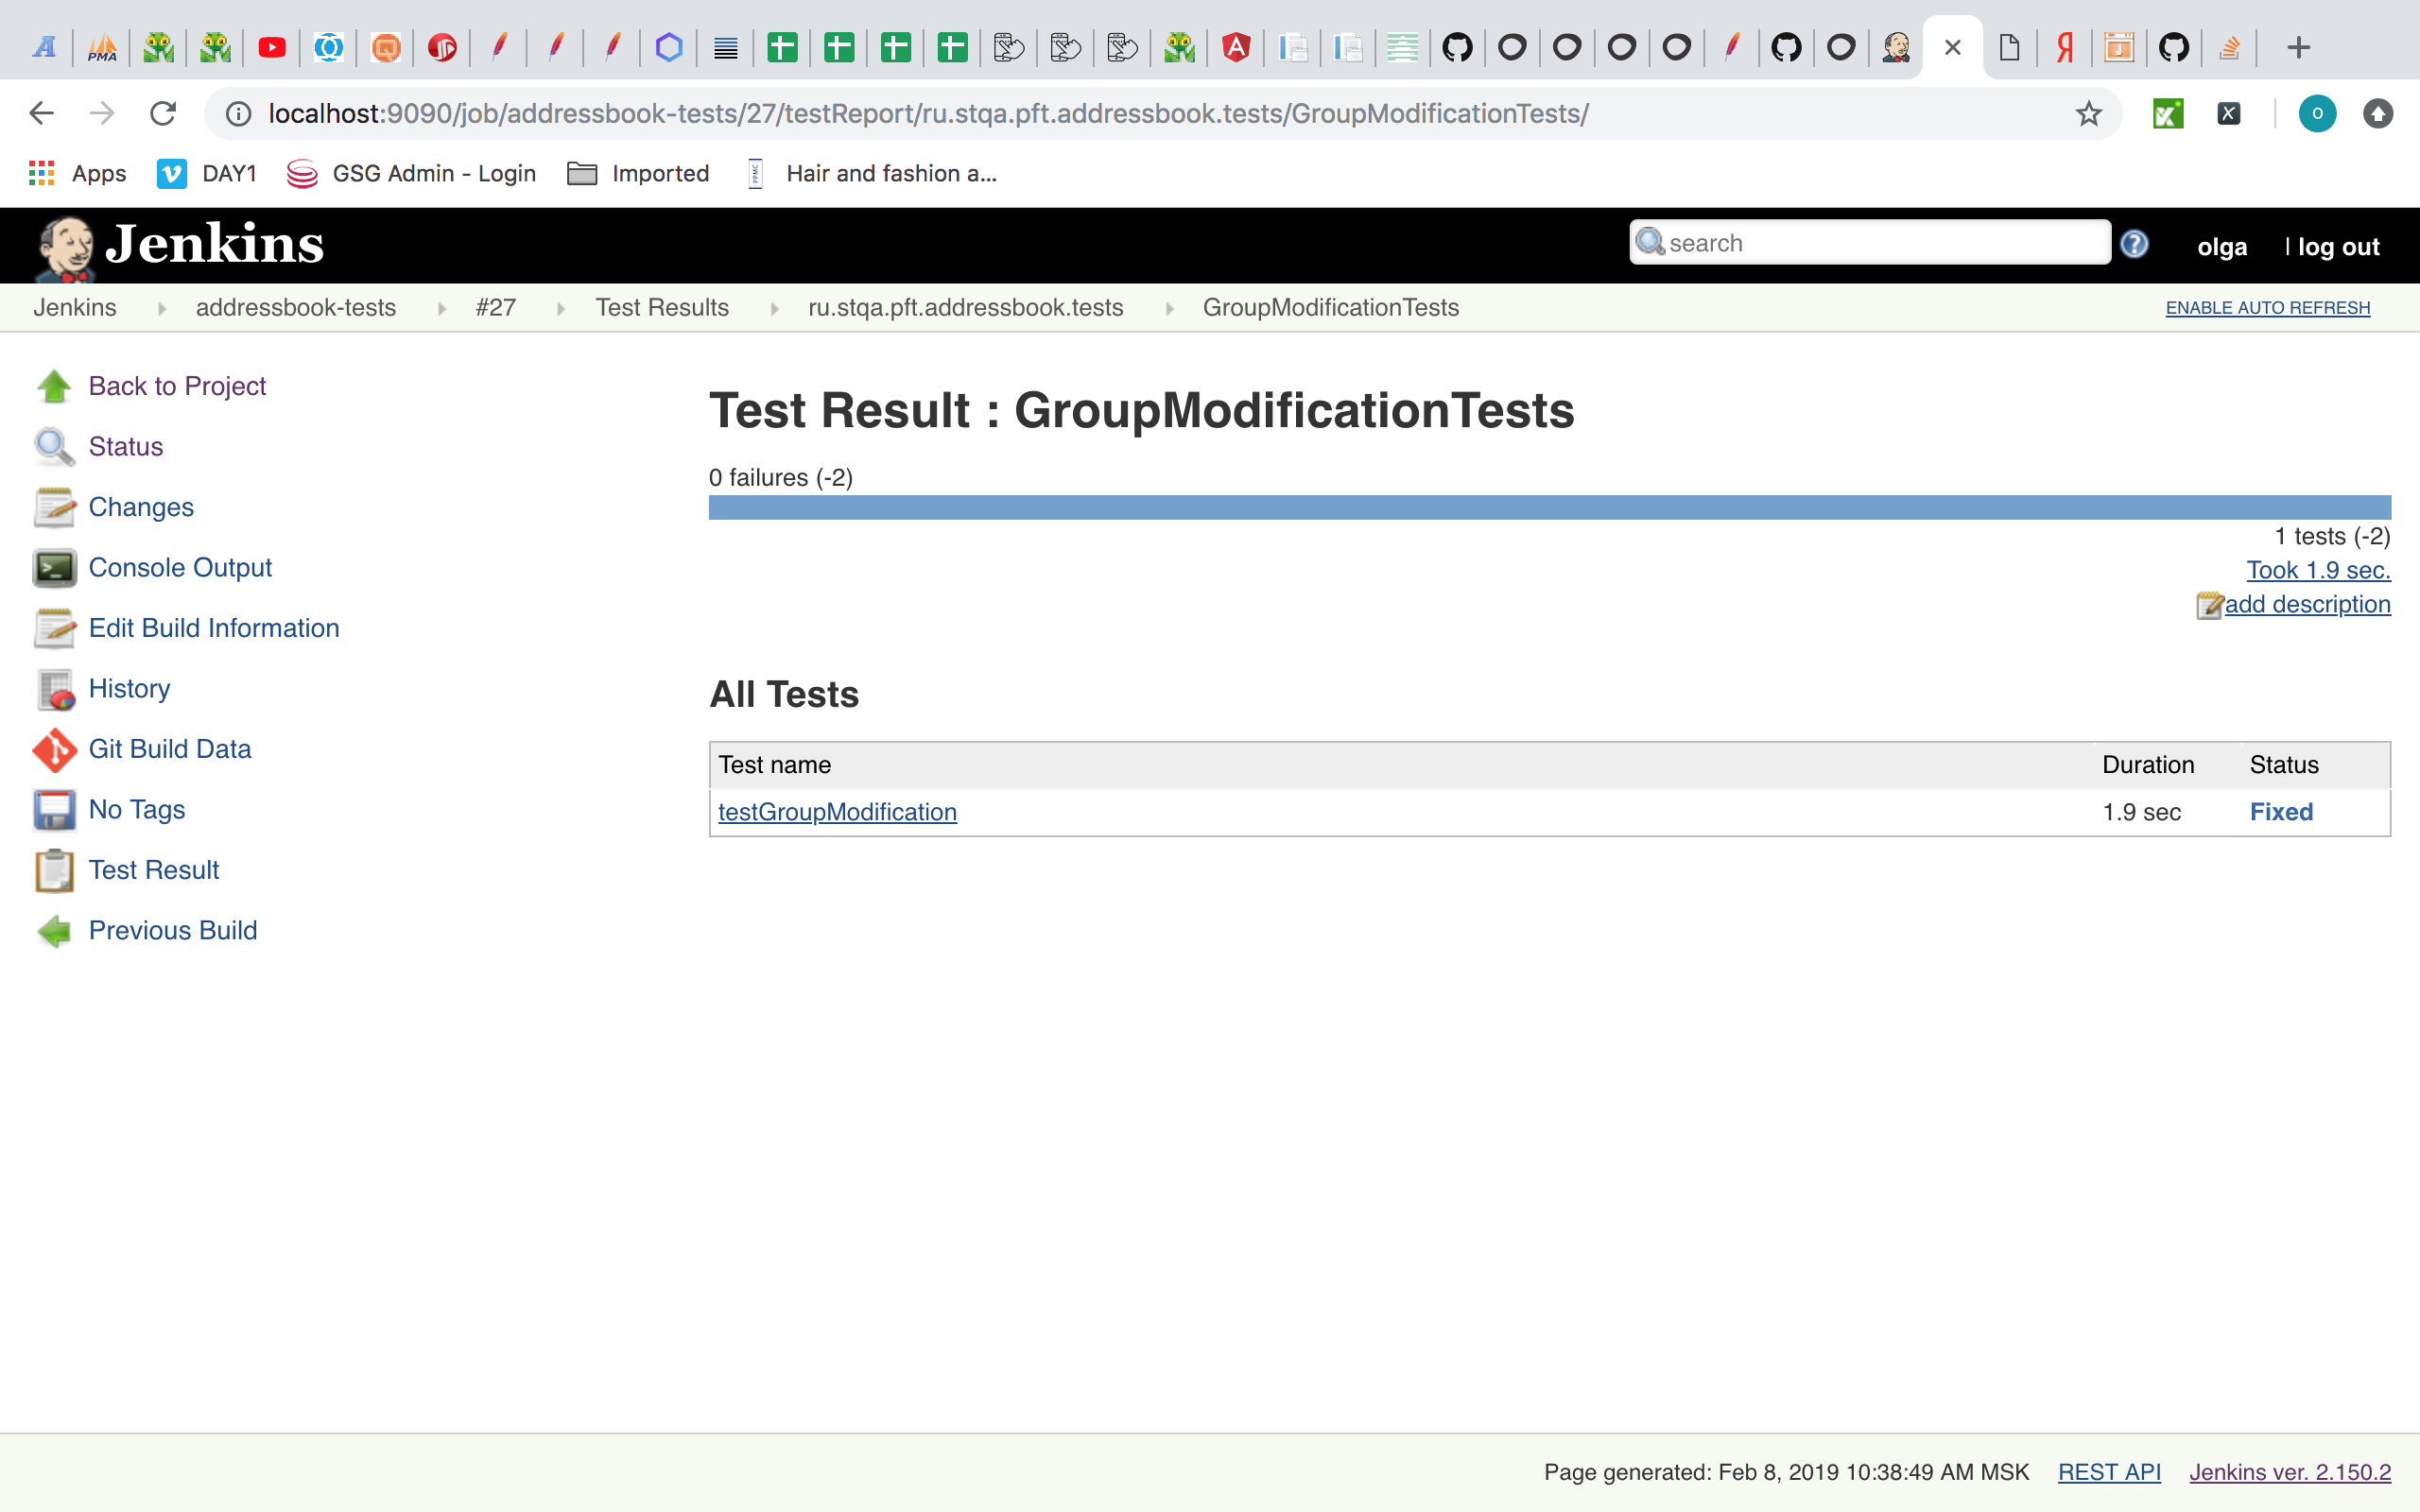 PMA
localhost:9090/job/addressbook-tests/27/testReport/ru.stqa.pft.addressbook.tests/GroupModificationTests/
Apps DAY1 GSG Admin - Login Imported Hair and fashion a...
Jenkins search olga | log out
Jenkins addressbook-tests #27 Test Results ru.stqa.pft.addressbook.tests GroupModificationTests ENABLE AUTO REFRESH
Back to Project
Status
Changes
Console Output
Edit Build Information
History
Git Build Data
No Tags
Test Result
Previous Build
Test Result : GroupModificationTests
0 failures (-2)
1 tests (-2)
Took 1.9 sec.
add description
All Tests
Test name Duration Status
testGroupModification 1.9 sec Fixed
Page generated: Feb 8, 2019 10:38:49 AM MSK REST API Jenkins ver. 2.150.2